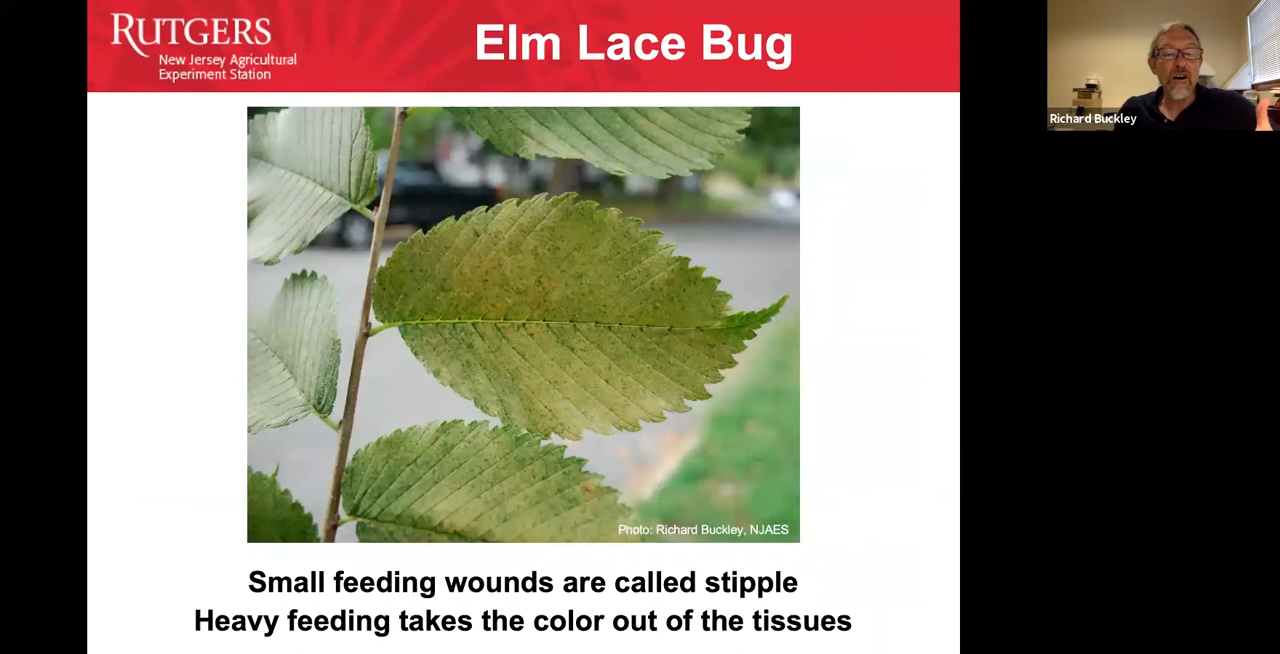 RUTGERS
New Jersey Agricultural
Experiment Station
Elm Lace Bug
Richard Buckley
Photo: Richard Buckley, NJAES
Small feeding wounds are called stipple
Heavy feeding takes the color out of the tissues